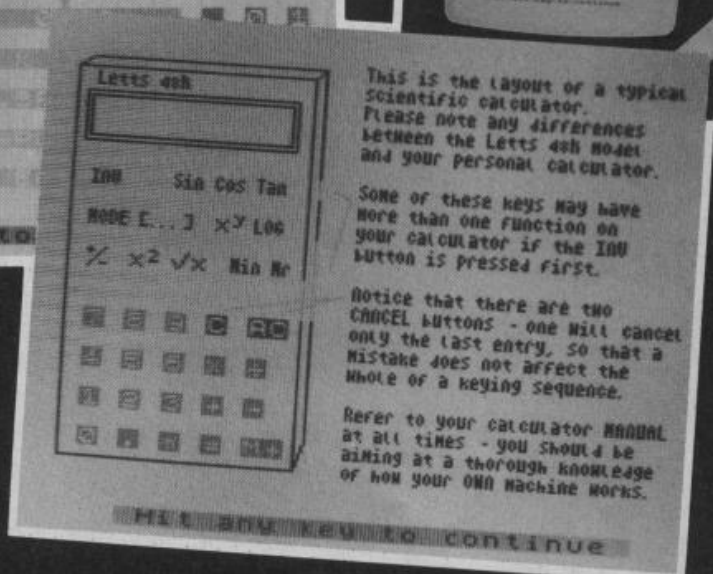 Letts 4sh
INV Sin Cos Tan
MODE [...] xʸ LOG
+/- x² √x Min Mr
C AC
This is the layout of a typical
scientific calculator.
Please note any differences
between the Letts 4sh model
and your personal calculator.
Some of these keys may have
more than one function on
your calculator if the INV
button is pressed first.
Notice that there are two
CANCEL buttons - one will cancel
only the last entry, so that a
mistake does not affect the
whole of a keying sequence.
Refer to your calculator MANUAL
at all times - you should be
aiming at a thorough knowledge
of how your OWN machine works.
Hit any key to continue